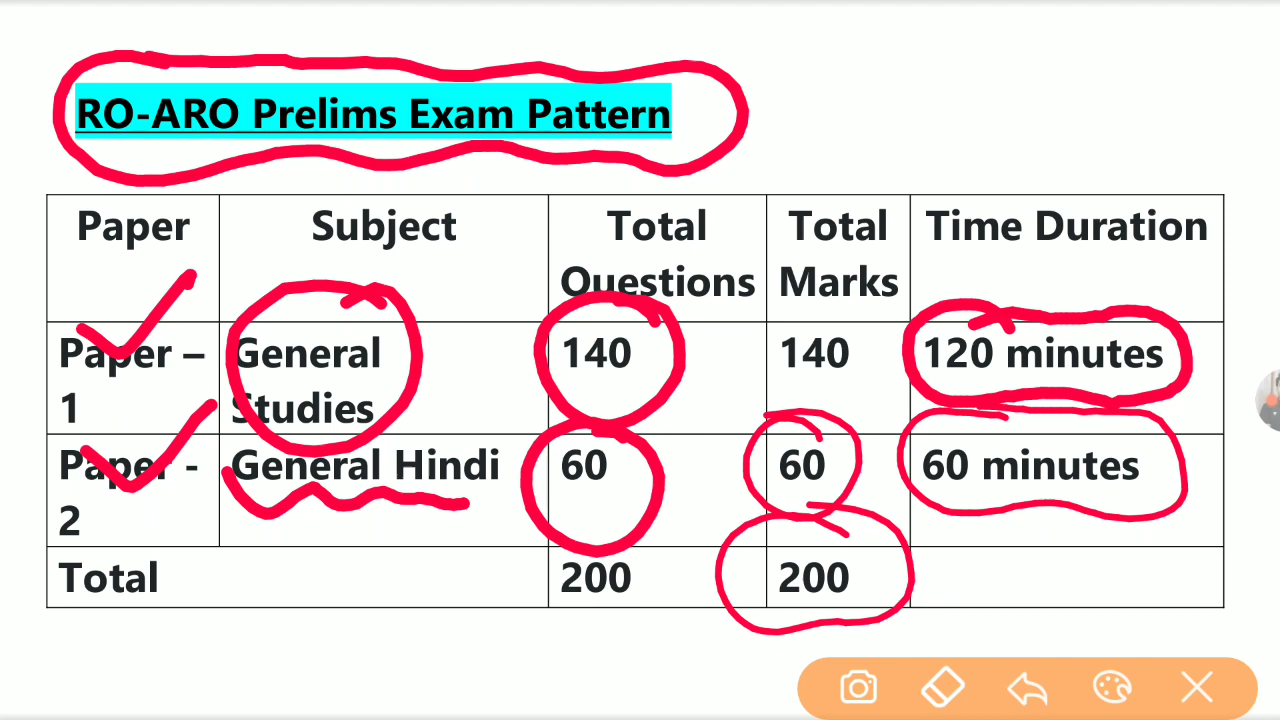 RO-ARO Prelims Exam Pattern
Paper Subject Total Questions Total Marks Time Duration
Paper – 1 General Studies 140 140 120 minutes
Paper - 2 General Hindi 60 60 60 minutes
Total 200 200